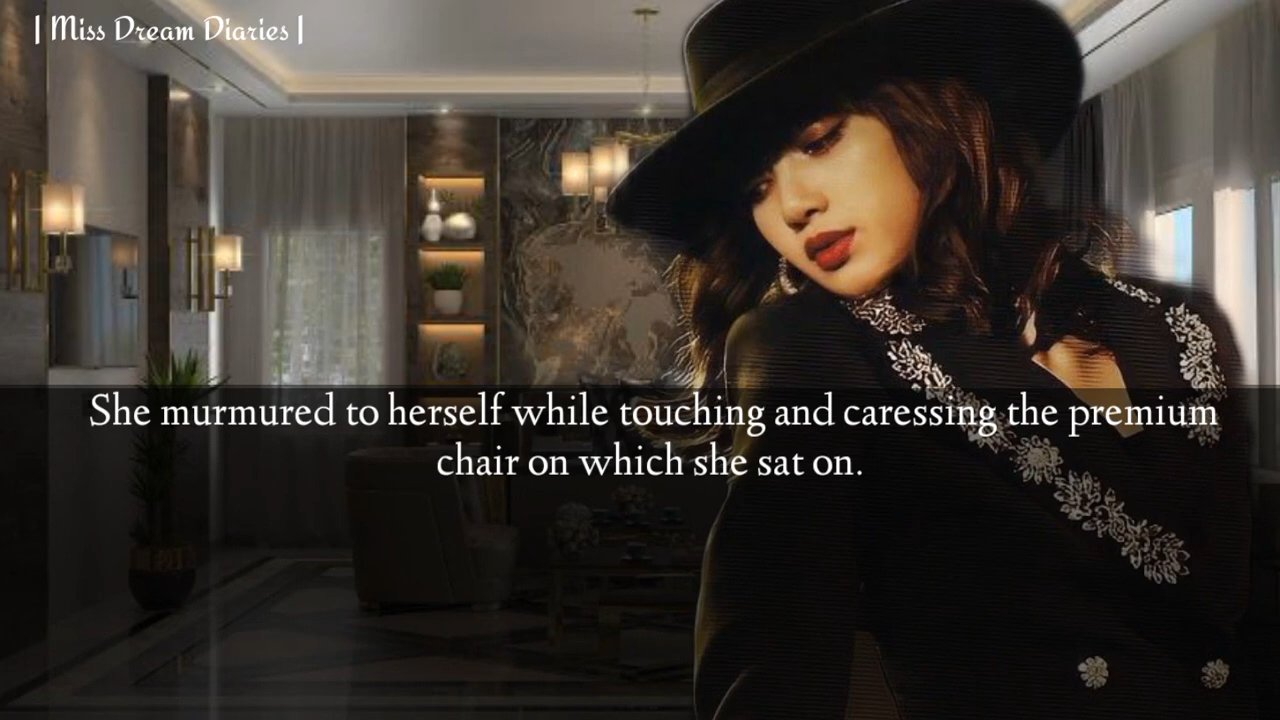 | Miss Dream Diaries |
She murmured to herself while touching and caressing the premium
chair on which she sat on.